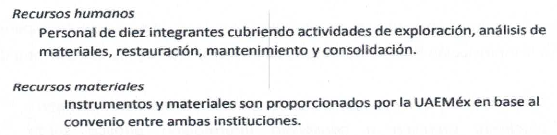 Recursos humanos
Personal de diez integrantes cubriendo actividades de exploración, análisis de
materiales, restauración, mantenimiento y consolidación.
Recursos materiales
Instrumentos y materiales son proporcionados por la UAEMéx en base al
convenio entre ambas instituciones.